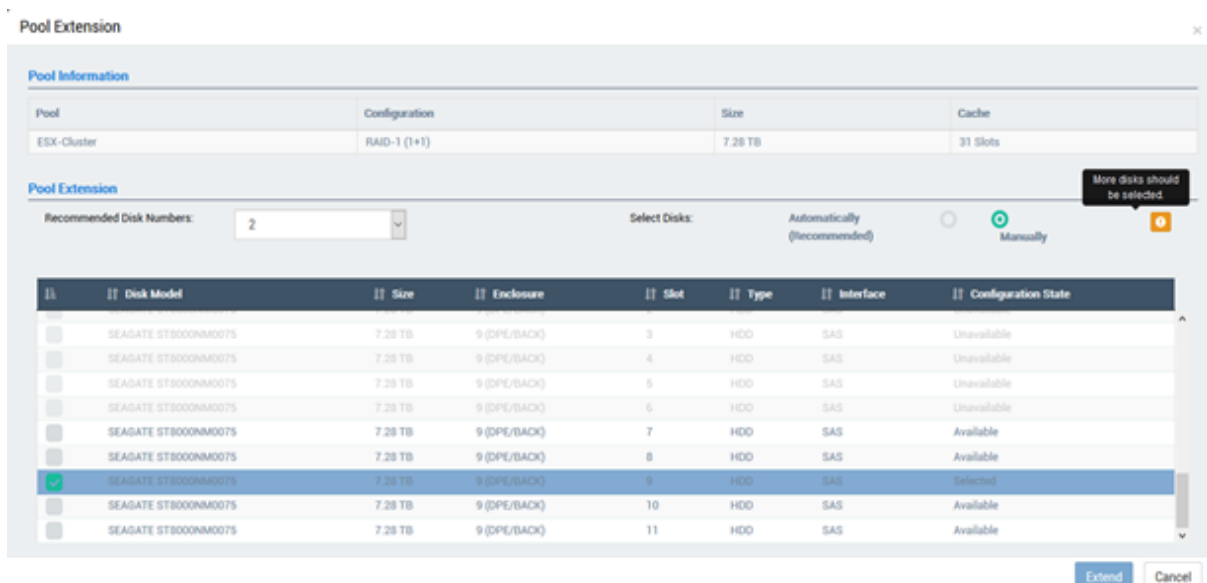 Pool Extension
Pool Information
Pool Configuration Size Cache
ESX-Cluster RAID-1 (1+1) 7.28 TB 31 Slots
More disks should
be selected.
Pool Extension
Recommended Disk Numbers: 2 Select Disks: Automatically
(Recommended) Manually
Disk Model Size Enclosure Slot Type Interface Configuration State
SEAGATE ST8000NM0075 7.28 TB 9 (DPE/BACK) 3 HDD SAS Unavailable
SEAGATE ST8000NM0075 7.28 TB 9 (DPE/BACK) 4 HDD SAS Unavailable
SEAGATE ST8000NM0075 7.28 TB 9 (DPE/BACK) 5 HDD SAS Unavailable
SEAGATE ST8000NM0075 7.28 TB 9 (DPE/BACK) 6 HDD SAS Unavailable
SEAGATE ST8000NM0075 7.28 TB 9 (DPE/BACK) 7 HDD SAS Available
SEAGATE ST8000NM0075 7.28 TB 9 (DPE/BACK) 8 HDD SAS Available
SEAGATE ST8000NM0075 7.28 TB 9 (DPE/BACK) 9 HDD SAS Selected
SEAGATE ST8000NM0075 7.28 TB 9 (DPE/BACK) 10 HDD SAS Available
SEAGATE ST8000NM0075 7.28 TB 9 (DPE/BACK) 11 HDD SAS Available
Extend Cancel